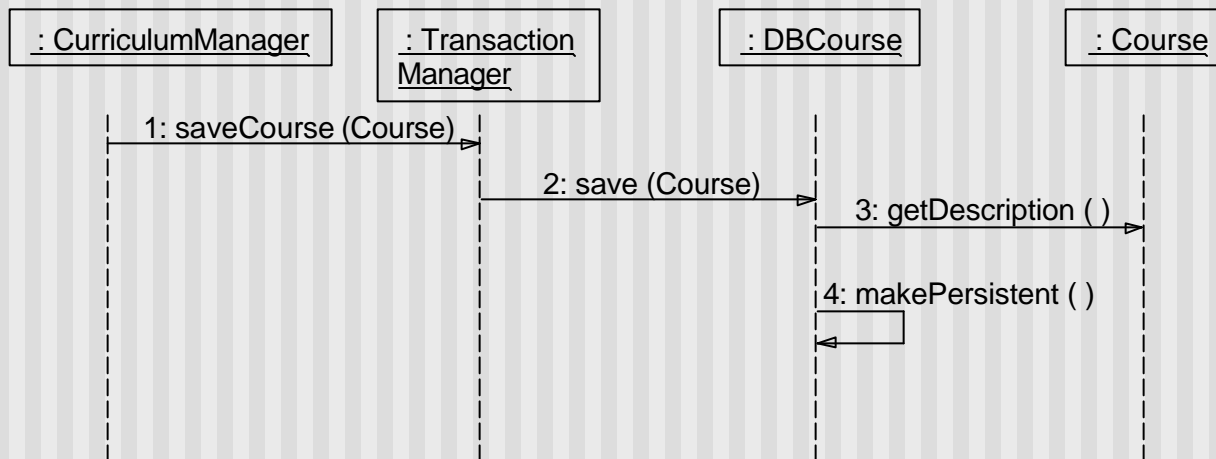 : CurriculumManager
: Transaction
Manager
: DBCourse
: Course
1: saveCourse (Course)
2: save (Course)
3: getDescription ( )
4: makePersistent ( )